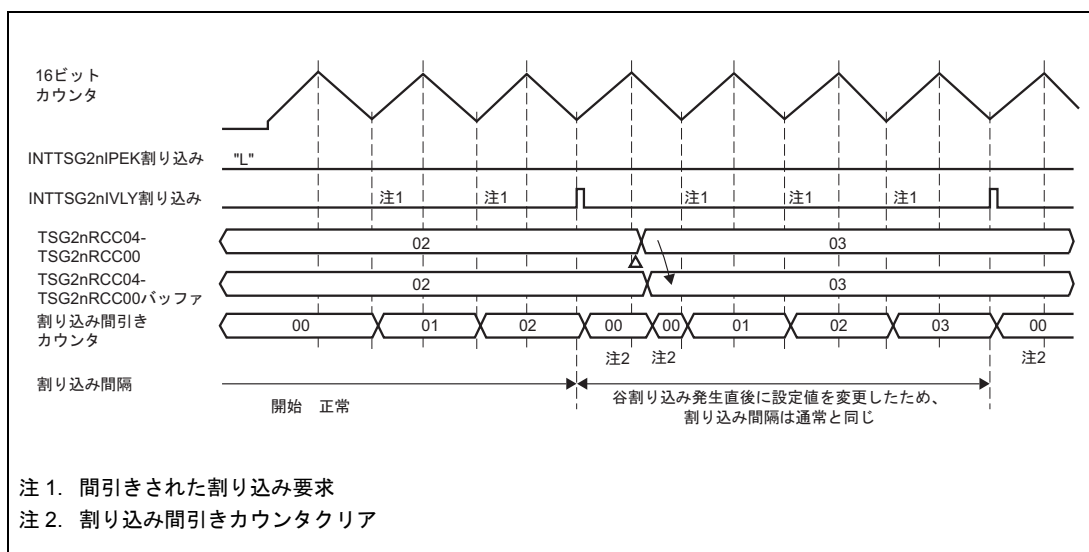 16ビット
カウンタ
INTTSG2nIPEK割り込み
"L"
INTTSG2nIVLY割り込み
注1
注1
注1
注1
注1
TSG2nRCC04-
TSG2nRCC00
02
03
TSG2nRCC04-
TSG2nRCC00バッファ
02
03
割り込み間引き
カウンタ
00
01
02
00
00
01
02
03
00
注2
注2
注2
割り込み間隔
開始 正常
谷割り込み発生直後に設定値を変更したため、
割り込み間隔は通常と同じ
注 1. 間引きされた割り込み要求
注 2. 割り込み間引きカウンタクリア